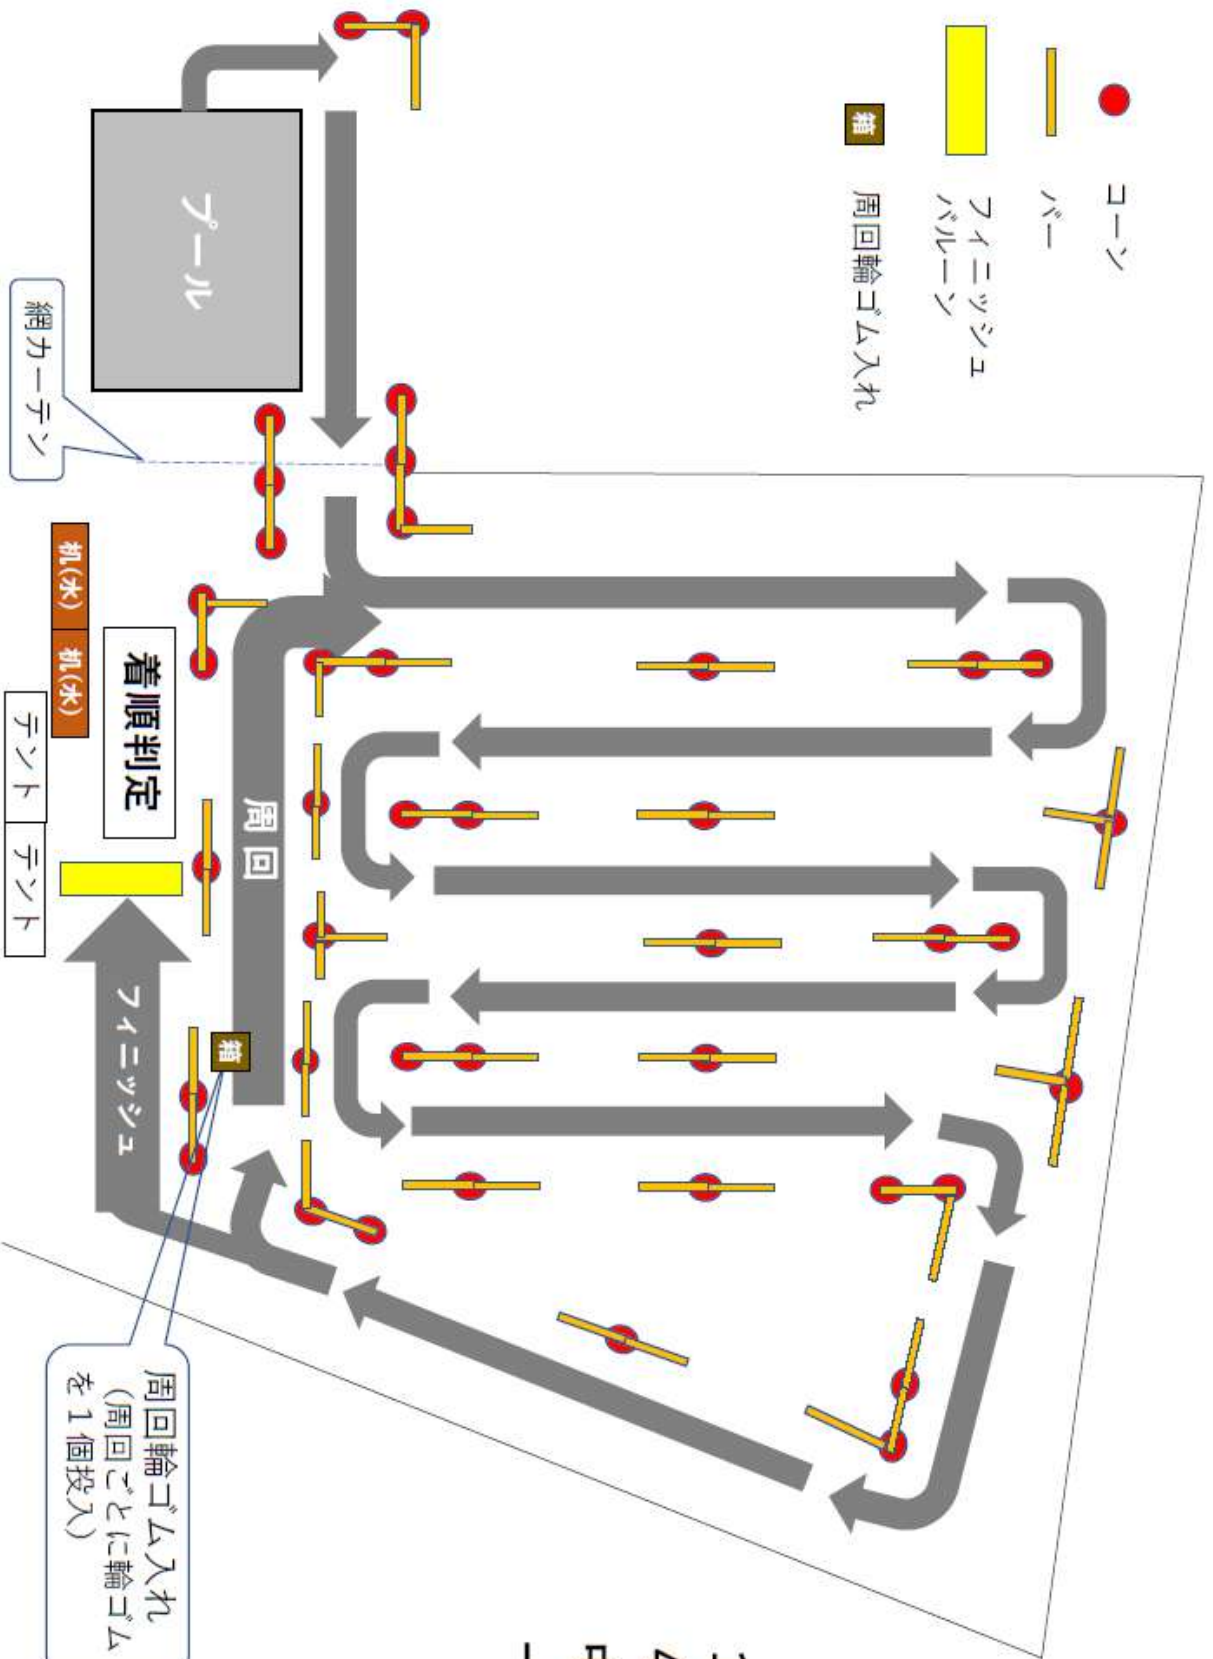 コーン
バー
フィニッシュ
バルーン
箱
周回輪ゴム入れ
プール
網カーテン
机(水)
机(水)
着順判定
テント
テント
周回
箱
フィニッシュ
周回輪ゴム入れ
(周回ごとに輪ゴム
を1個投入)